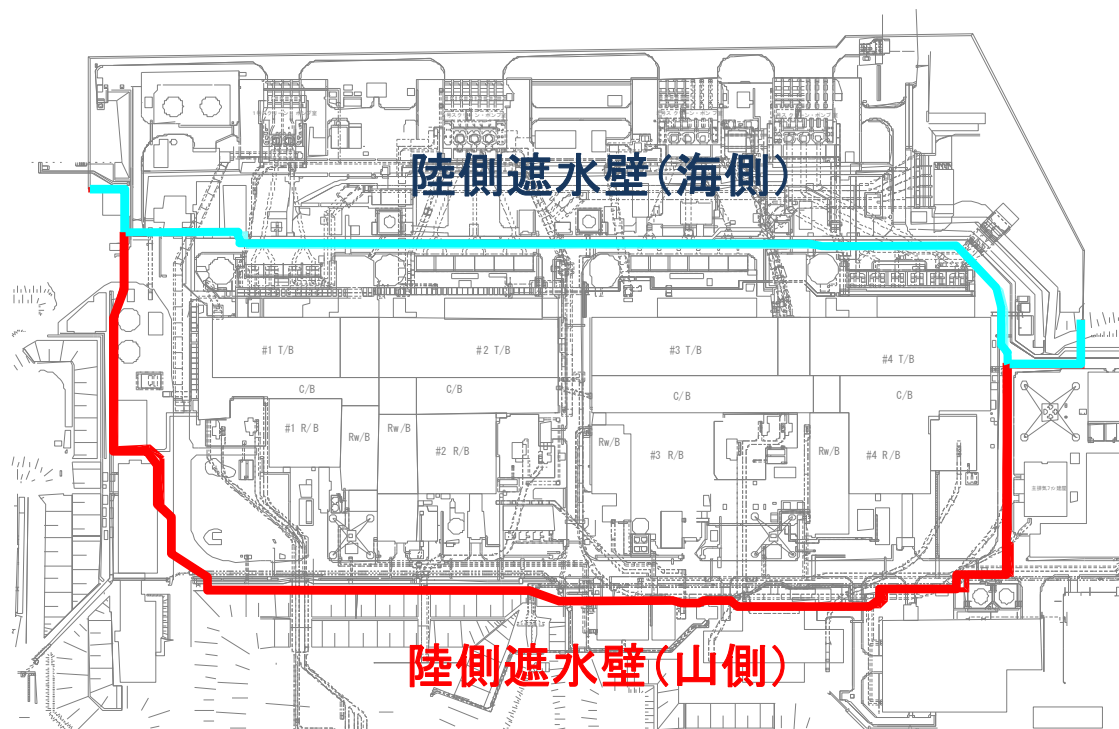 陸側遮水壁(海側)
#1 T/B
#2 T/B
#3 T/B
#4 T/B
C/B
C/B
C/B
C/B
#1 R/B
Rw/B
Rw/B
#2 R/B
Rw/B
#3 R/B
Rw/B
#4 R/B
陸側遮水壁(山側)